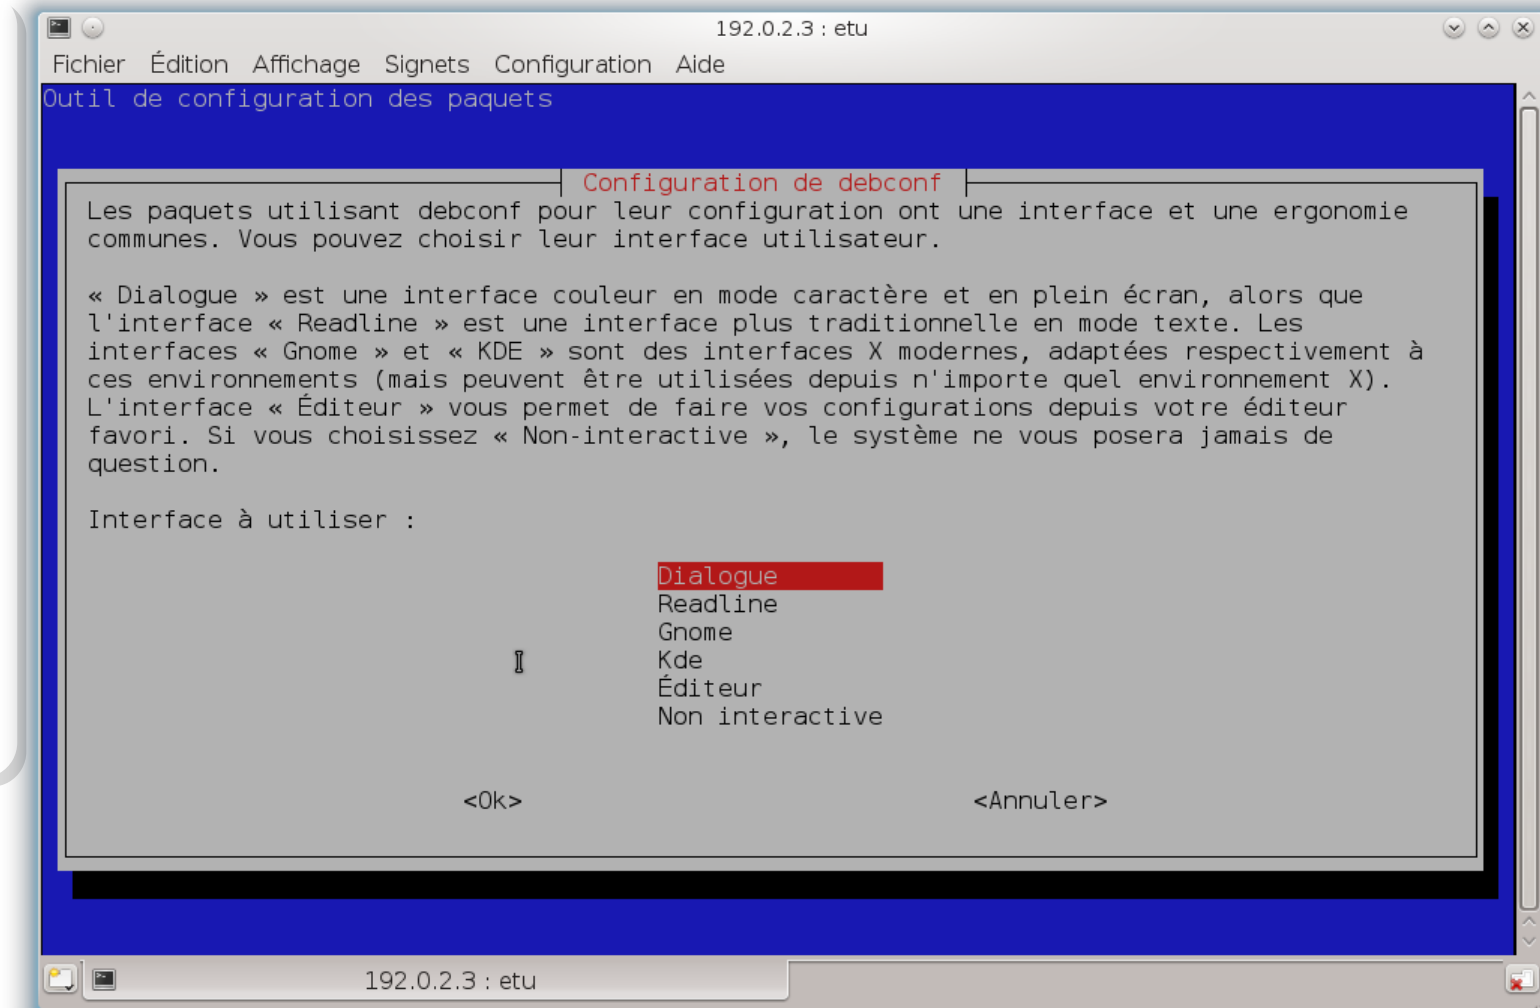 192.0.2.3 : etu
Fichier Édition Affichage Signets Configuration Aide
Outil de configuration des paquets
Configuration de debconf
Les paquets utilisant debconf pour leur configuration ont une interface et une ergonomie
communes. Vous pouvez choisir leur interface utilisateur.
« Dialogue » est une interface couleur en mode caractère et en plein écran, alors que
l'interface « Readline » est une interface plus traditionnelle en mode texte. Les
interfaces « Gnome » et « KDE » sont des interfaces X modernes, adaptées respectivement à
ces environnements (mais peuvent être utilisées depuis n'importe quel environnement X).
L'interface « Éditeur » vous permet de faire vos configurations depuis votre éditeur
favori. Si vous choisissez « Non-interactive », le système ne vous posera jamais de
question.
Interface à utiliser :
Dialogue
Readline
Gnome
Kde
Éditeur
Non interactive
<Ok> <Annuler>
192.0.2.3 : etu